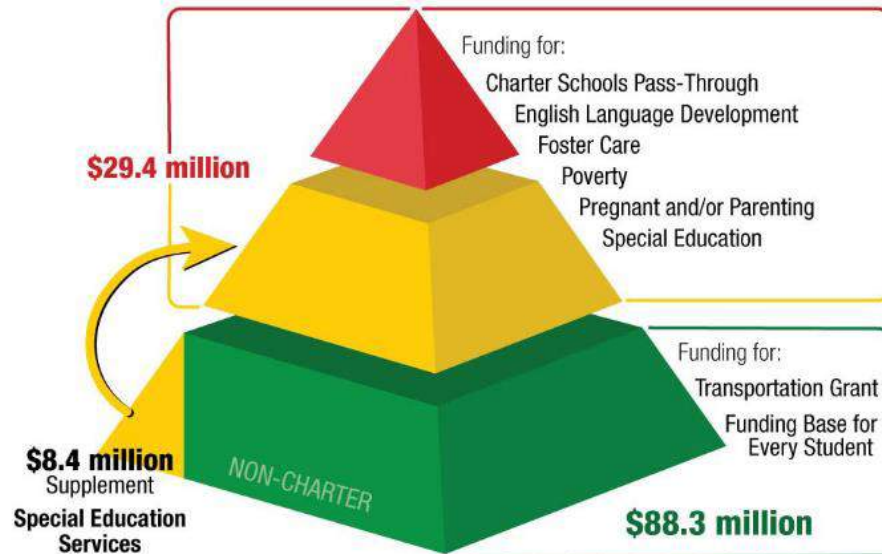 Funding for:
Charter Schools Pass-Through
English Language Development
Foster Care
Poverty
Pregnant and/or Parenting
Special Education
$29.4 million
Funding for:
Transportation Grant
Funding Base for
Every Student
$8.4 million
Supplement
Special Education
Services
NON-CHARTER
$88.3 million